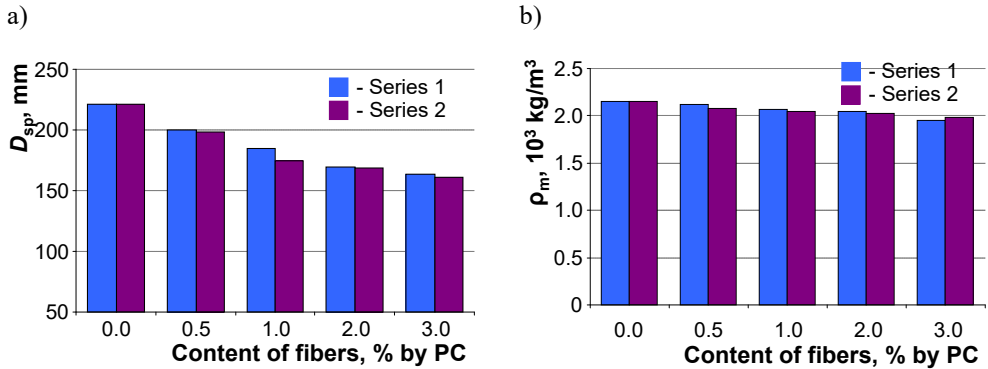 a)
D_sp, mm
250
200
150
100
50
- Series 1
- Series 2
0.0 0.5 1.0 2.0 3.0
Content of fibers, % by PC
b)
ρ_m, 10³ kg/m³
2.5
2.0
1.5
1.0
0.5
0
- Series 1
- Series 2
0.0 0.5 1.0 2.0 3.0
Content of fibers, % by PC